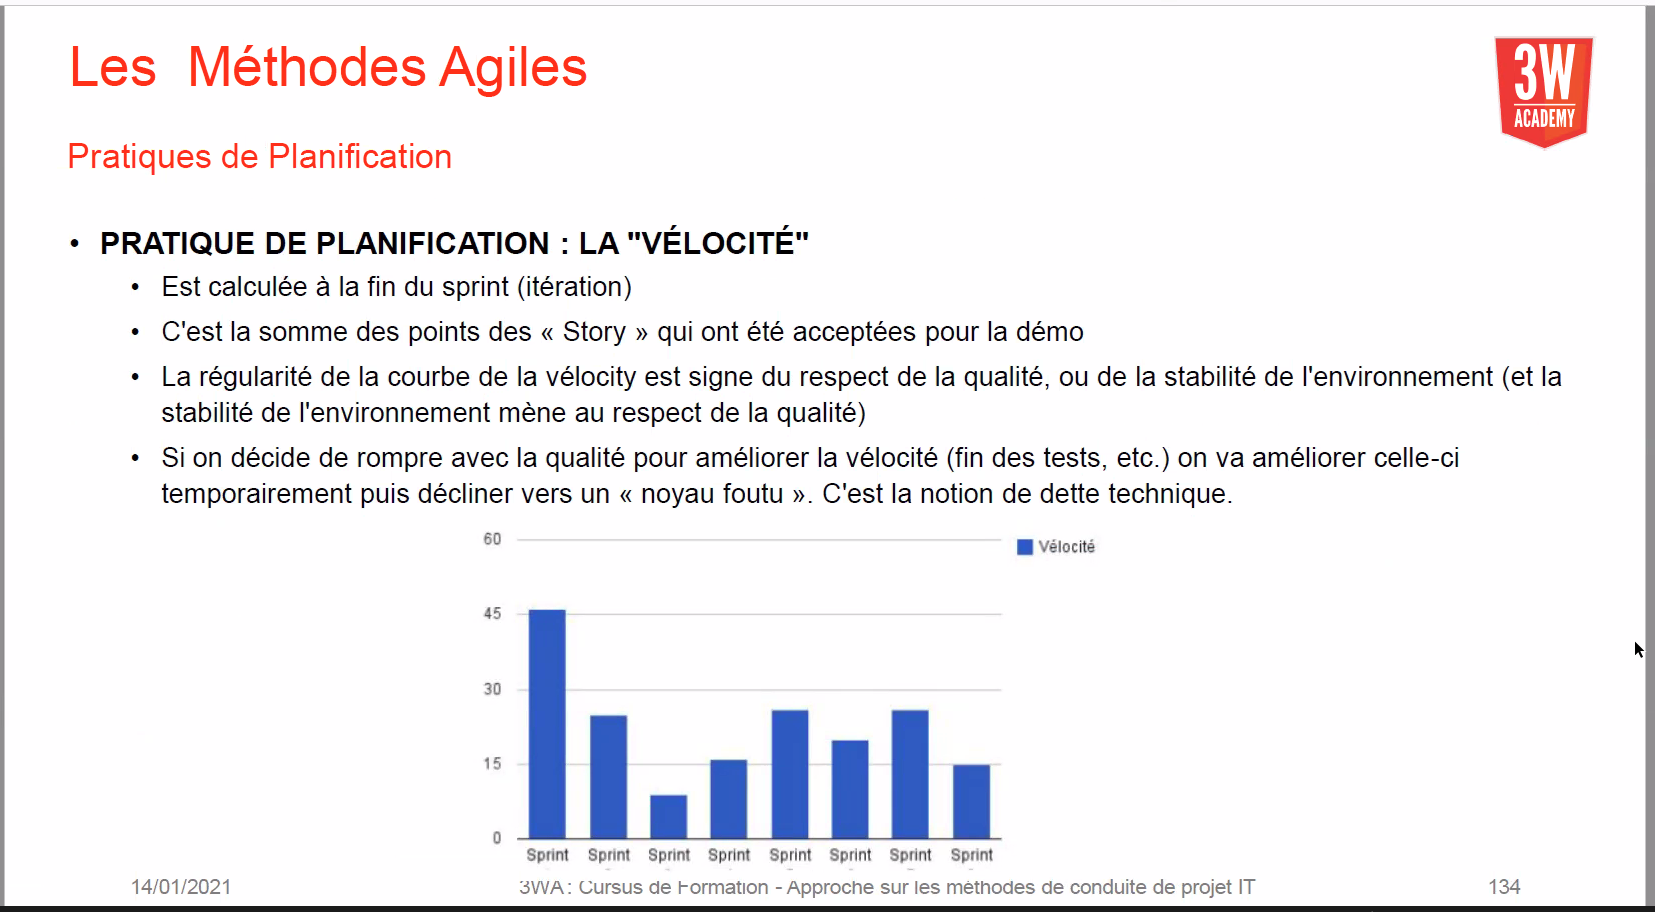 Les Méthodes Agiles
3W
ACADEMY
Pratiques de Planification
• PRATIQUE DE PLANIFICATION : LA "VÉLOCITÉ"
• Est calculée à la fin du sprint (itération)
• C'est la somme des points des « Story » qui ont été acceptées pour la démo
• La régularité de la courbe de la vélocity est signe du respect de la qualité, ou de la stabilité de l'environnement (et la
stabilité de l'environnement mène au respect de la qualité)
• Si on décide de rompre avec la qualité pour améliorer la vélocité (fin des tests, etc.) on va améliorer celle-ci
temporairement puis décliner vers un « noyau foutu ». C'est la notion de dette technique.
60
Vélocité
45
30
15
0
Sprint Sprint Sprint Sprint Sprint Sprint Sprint Sprint
14/01/2021 3WA : Cursus de Formation - Approche sur les méthodes de conduite de projet IT 134